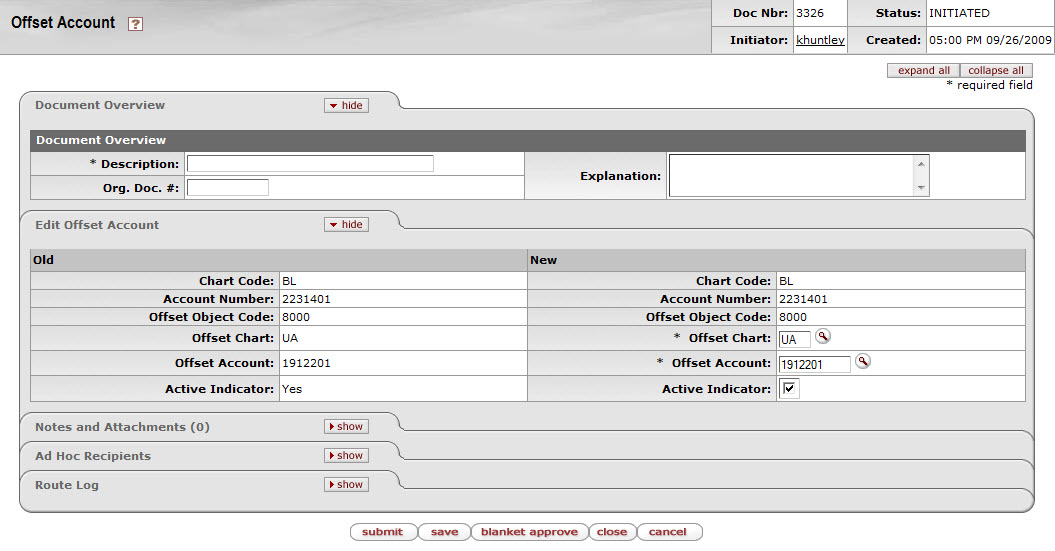 Offset Account ?
Doc Nbr: 3326 Status: INITIATED
Initiator: khuntley Created: 05:00 PM 09/26/2009
expand all collapse all
* required field
Document Overview hide
Document Overview
* Description: Explanation:
Org. Doc. #:
Edit Offset Account hide
Old New
Chart Code: BL Chart Code: BL
Account Number: 2231401 Account Number: 2231401
Offset Object Code: 8000 Offset Object Code: 8000
Offset Chart: UA * Offset Chart: UA
Offset Account: 1912201 * Offset Account: 1912201
Active Indicator: Yes Active Indicator:
Notes and Attachments (0) show
Ad Hoc Recipients show
Route Log show
submit save blanket approve close cancel